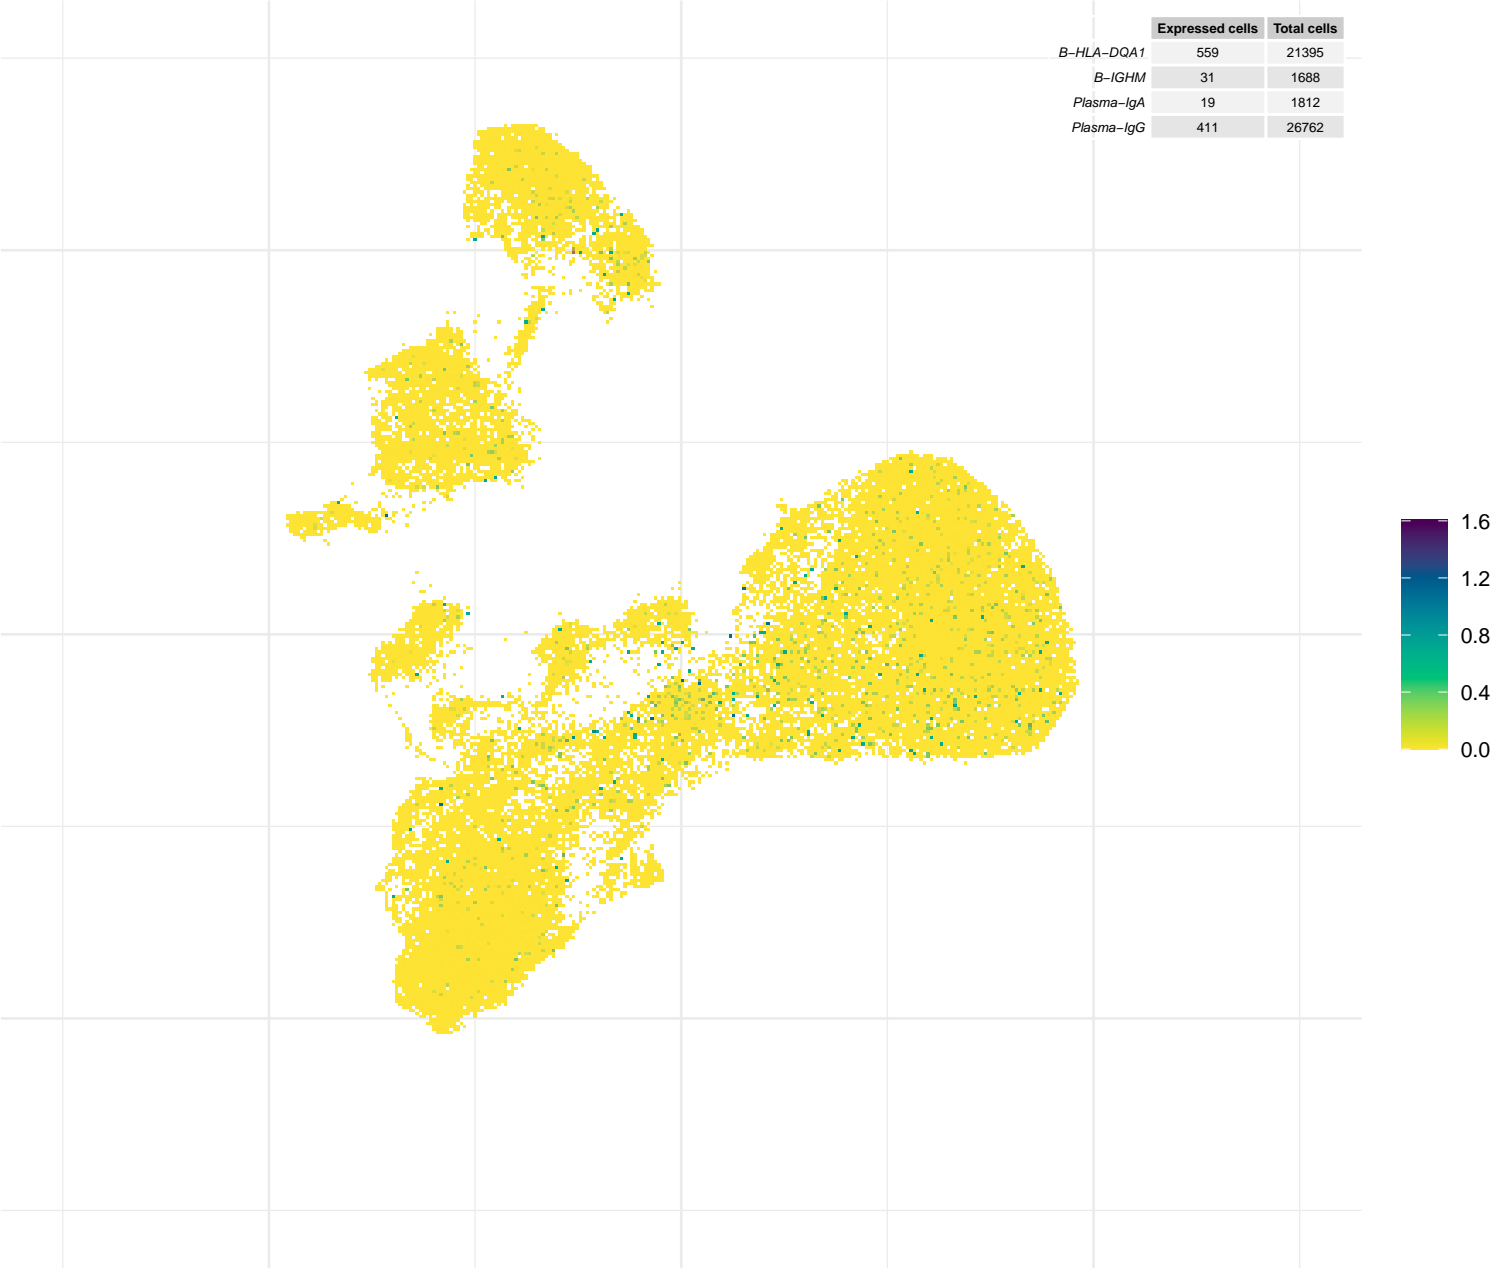 Expressed cells Total cells
B−HLA−DQA1 559 21395
B−IGHM 31 1688
Plasma−IgA 19 1812
Plasma−IgG 411 26762
1.6
1.2
0.8
0.4
0.0